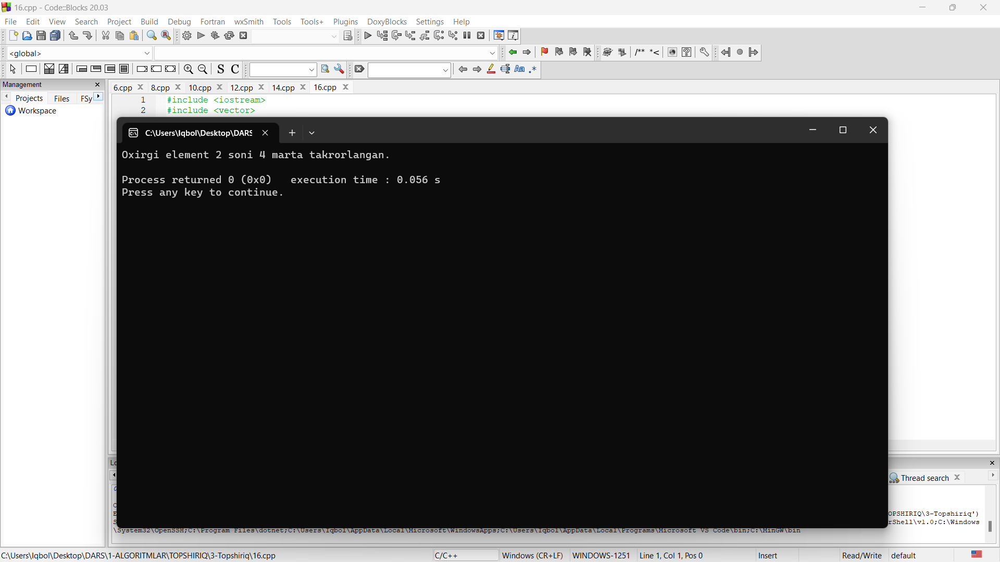 16.cpp - Code::Blocks 20.03
File Edit View Search Project Build Debug Fortran wxSmith Tools Tools+ Plugins DoxyBlocks Settings Help
<global>
/** *<
S C
Aa .*
Management
Projects Files FSy
Workspace
6.cpp 8.cpp 10.cpp 12.cpp 14.cpp 16.cpp
1 #include <iostream>
2 #include <vector>
C:\Users\Iqbol\Desktop\DARS
Oxirgi element 2 soni 4 marta takrorlangan.
Process returned 0 (0x0)   execution time : 0.056 s
Press any key to continue.
Thread search
OPSHIRIQ\3-Topshiriq')
rShell\v1.0;C:\Windows
\System32\OpenSSH;C:\Program Files\dotnet;C:\Users\Iqbol\AppData\Local\Microsoft\WindowsApps;C:\Users\Iqbol\AppData\Local\Programs\Microsoft VS Code\bin;C:\MinGW\bin
C:\Users\Iqbol\Desktop\DARS\1-ALGORITMLAR\TOPSHIRIQ\3-Topshiriq\16.cpp C/C++ Windows (CR+LF) WINDOWS-1251 Line 1, Col 1, Pos 0 Insert Read/Write default